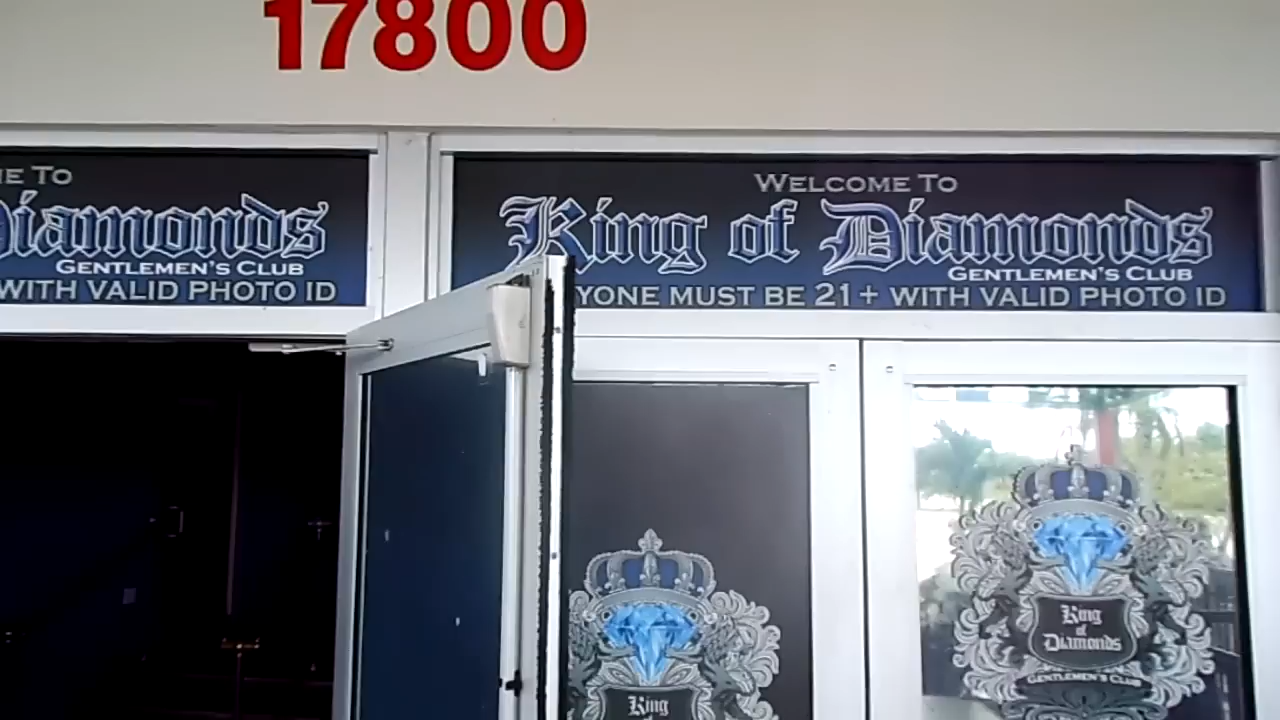 17800
E TO
Diamonds
GENTLEMEN'S CLUB
WITH VALID PHOTO ID
WELCOME TO
King of Diamonds
GENTLEMEN'S CLUB
YONE MUST BE 21+ WITH VALID PHOTO ID
King
of
Diamonds
GENTLEMEN'S CLUB
King
of